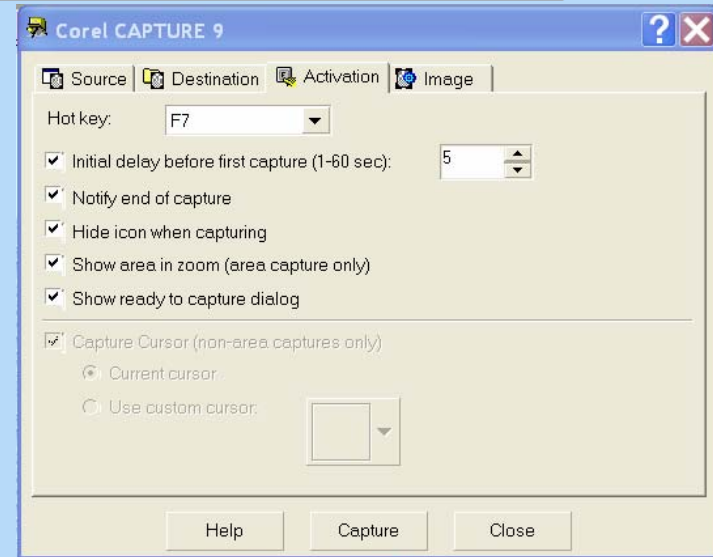 Corel CAPTURE 9
Source Destination Activation Image
Hot key: F7
Initial delay before first capture (1-60 sec): 5
Notify end of capture
Hide icon when capturing
Show area in zoom (area capture only)
Show ready to capture dialog
Capture Cursor (non-area captures only)
Current cursor
Use custom cursor:
Help Capture Close